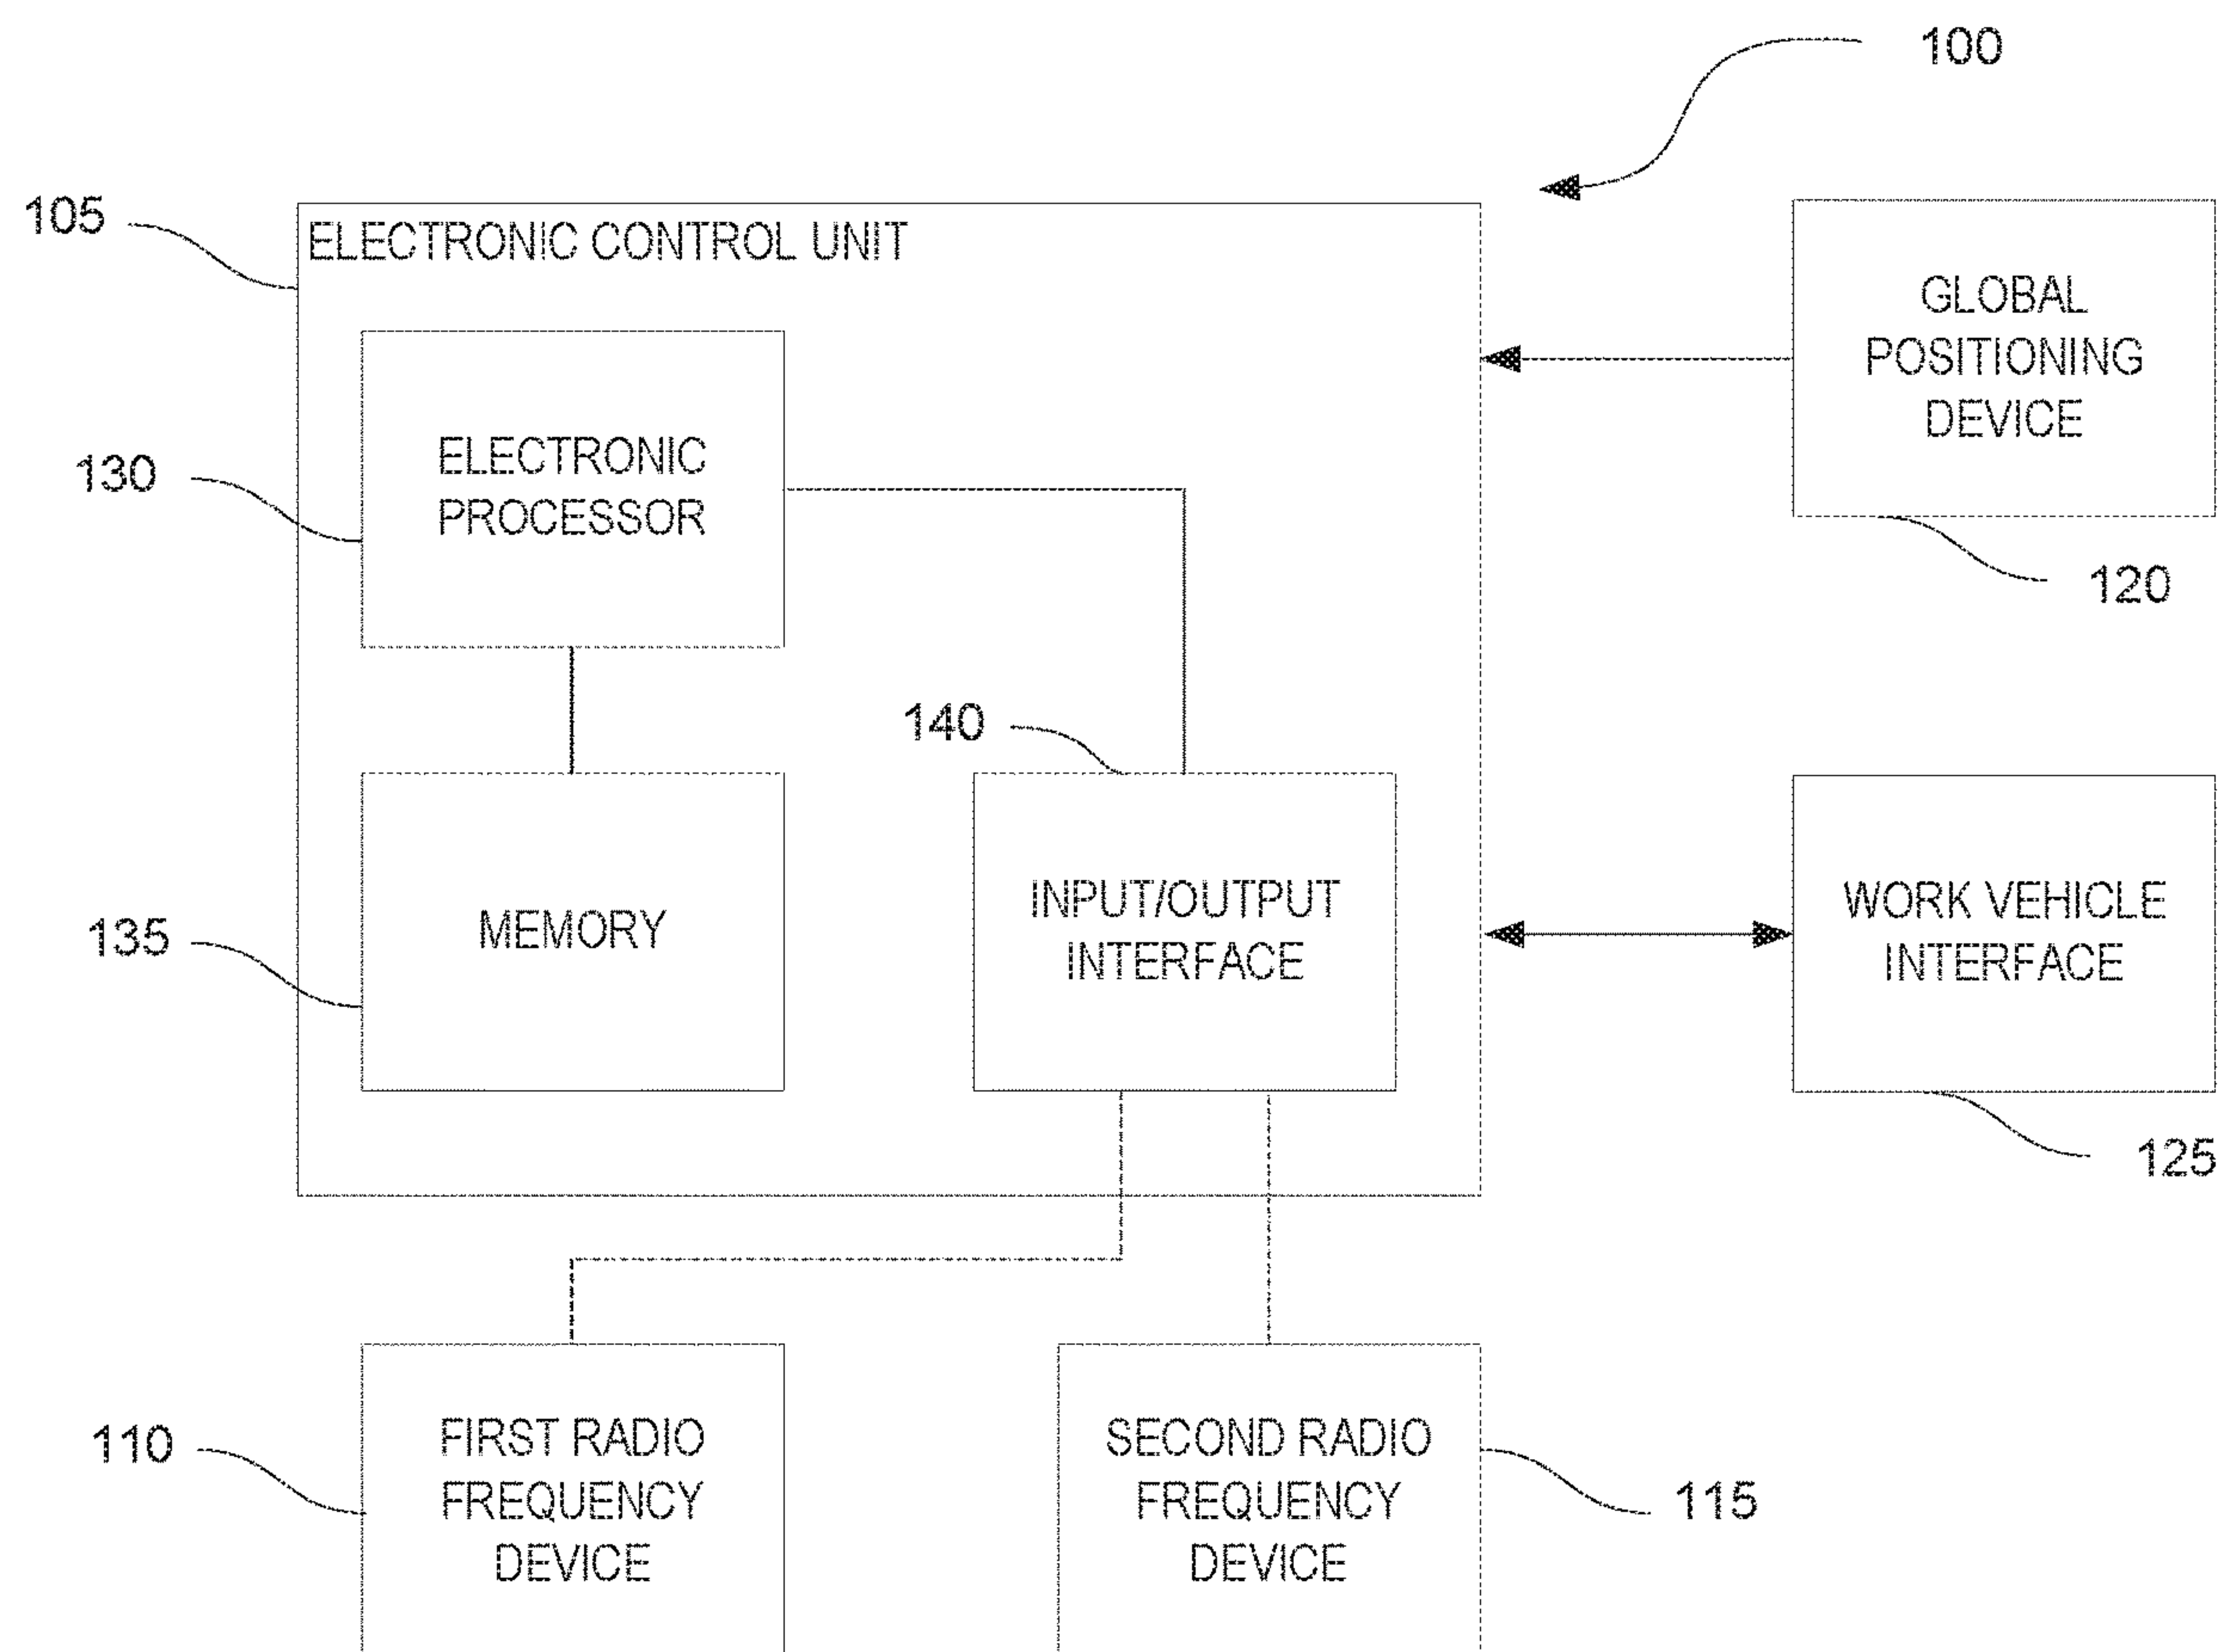 100
105
ELECTRONIC CONTROL UNIT
GLOBAL
POSITIONING
DEVICE
120
130
ELECTRONIC
PROCESSOR
140
135
MEMORY
INPUT/OUTPUT
INTERFACE
WORK VEHICLE
INTERFACE
125
110
FIRST RADIO
FREQUENCY
DEVICE
SECOND RADIO
FREQUENCY
DEVICE
115